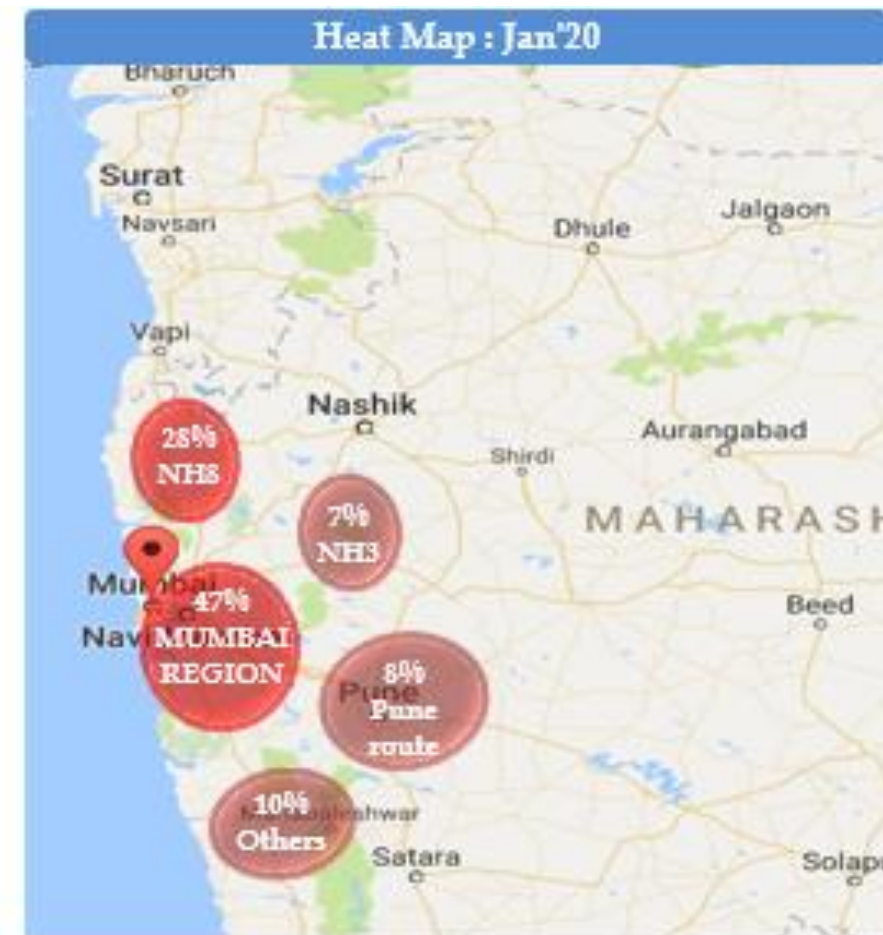 Heat Map : Jan'20
Bharuch
Surat
Navsari
Dhule
Jalgaon
Vapi
Nashik
Aurangabad
28%
NH8
Shirdi
7%
NH3
MAHARASH
Mumbai
47%
Navi
MUMBAI
REGION
Beed
8%
Pune
Pune
route
10%
Others
Satara
Solap